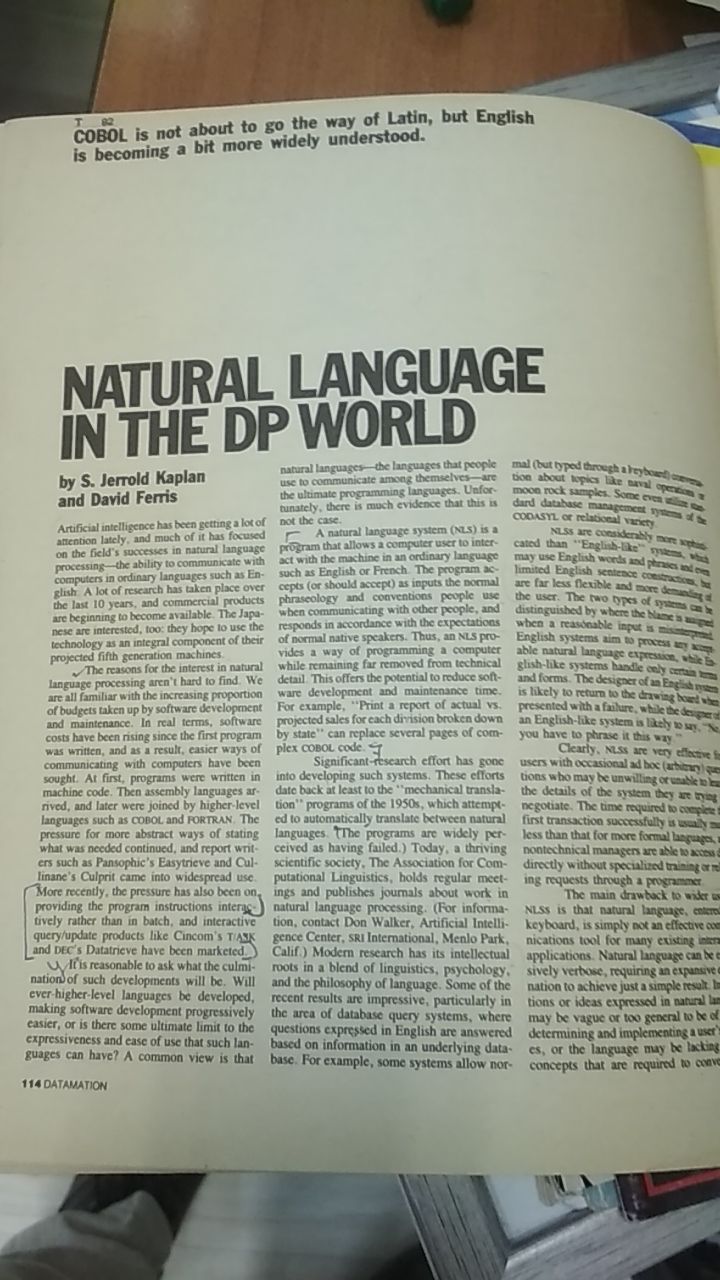 T 82
COBOL is not about to go the way of Latin, but English
is becoming a bit more widely understood.
NATURAL LANGUAGE
IN THE DP WORLD
by S. Jerrold Kaplan
and David Ferris
Artificial intelligence has been getting a lot of
attention lately, and much of it has focused
on the field's successes in natural language
processing—the ability to communicate with
computers in ordinary languages such as En-
glish. A lot of research has taken place over
the last 10 years, and commercial products
are beginning to become available. The Japa-
nese are interested, too: they hope to use the
technology as an integral component of their
projected fifth generation machines.
The reasons for the interest in natural
language processing aren't hard to find. We
are all familiar with the increasing proportion
of budgets taken up by software development
and maintenance. In real terms, software
costs have been rising since the first program
was written, and as a result, easier ways of
communicating with computers have been
sought. At first, programs were written in
machine code. Then assembly languages ar-
rived, and later were joined by higher-level
languages such as COBOL and FORTRAN. The
pressure for more abstract ways of stating
what was needed continued, and report writ-
ers such as Pansophic's Easytrieve and Cul-
linane's Culprit came into widespread use.
More recently, the pressure has also been on
providing the program instructions interac-
tively rather than in batch, and interactive
query/update products like Cincom's T/ASK
and DEC's Datatrieve have been marketed.
It is reasonable to ask what the culmi-
nation of such developments will be. Will
ever-higher-level languages be developed,
making software development progressively
easier, or is there some ultimate limit to the
expressiveness and ease of use that such lan-
guages can have? A common view is that
natural languages—the languages that people
use to communicate among themselves—are
the ultimate programming languages. Unfor-
tunately, there is much evidence that this is
not the case.
A natural language system (NLS) is a
program that allows a computer user to inter-
act with the machine in an ordinary language
such as English or French. The program ac-
cepts (or should accept) as inputs the normal
phraseology and conventions people use
when communicating with other people, and
responds in accordance with the expectations
of normal native speakers. Thus, an NLS pro-
vides a way of programming a computer
while remaining far removed from technical
detail. This offers the potential to reduce soft-
ware development and maintenance time.
For example, "Print a report of actual vs.
projected sales for each division broken down
by state" can replace several pages of com-
plex COBOL code.
Significant research effort has gone
into developing such systems. These efforts
date back at least to the "mechanical transla-
tion" programs of the 1950s, which attempt-
ed to automatically translate between natural
languages. (The programs are widely per-
ceived as having failed.) Today, a thriving
scientific society, The Association for Com-
putational Linguistics, holds regular meet-
ings and publishes journals about work in
natural language processing. (For informa-
tion, contact Don Walker, Artificial Intelli-
gence Center, SRI International, Menlo Park,
Calif.) Modern research has its intellectual
roots in a blend of linguistics, psychology,
and the philosophy of language. Some of the
recent results are impressive, particularly in
the area of database query systems, where
questions expressed in English are answered
based on information in an underlying data-
base. For example, some systems allow nor-
mal (but typed through a keyboard) conversa-
tion about topics like naval operations or
moon rock samples. Some even utilize stan-
dard database management systems of the
CODASYL or relational variety.
NLSs are considerably more sophisti-
cated than "English-like" systems, which
may use English words and phrases and even
limited English sentence constructions, but
are far less flexible and more demanding of
the user. The two types of systems can be
distinguished by where the blame is assigned
when a reasonable input is misinterpreted.
English systems aim to process any accept-
able natural language expression, while En-
glish-like systems handle only certain terms
and forms. The designer of an English system
is likely to return to the drawing board when
presented with a failure, while the designer of
an English-like system is likely to say, "No,
you have to phrase it this way."
Clearly, NLSs are very effective for
users with occasional ad hoc (arbitrary) ques-
tions who may be unwilling or unable to learn
the details of the system they are trying
negotiate. The time required to complete
first transaction successfully is usually
less than that for more formal languages,
nontechnical managers are able to access
directly without specialized training or
ing requests through a programmer.
The main drawback to wider
NLSs is that natural language, entered
keyboard, is simply not an effective
nications tool for many existing
applications. Natural language can be
sively verbose, requiring an expansive
nation to achieve just a simple result.
tions or ideas expressed in natural
may be vague or too general to be of
determining and implementing a user's
es, or the language may be lacking
concepts that are required to
114 DATAMATION